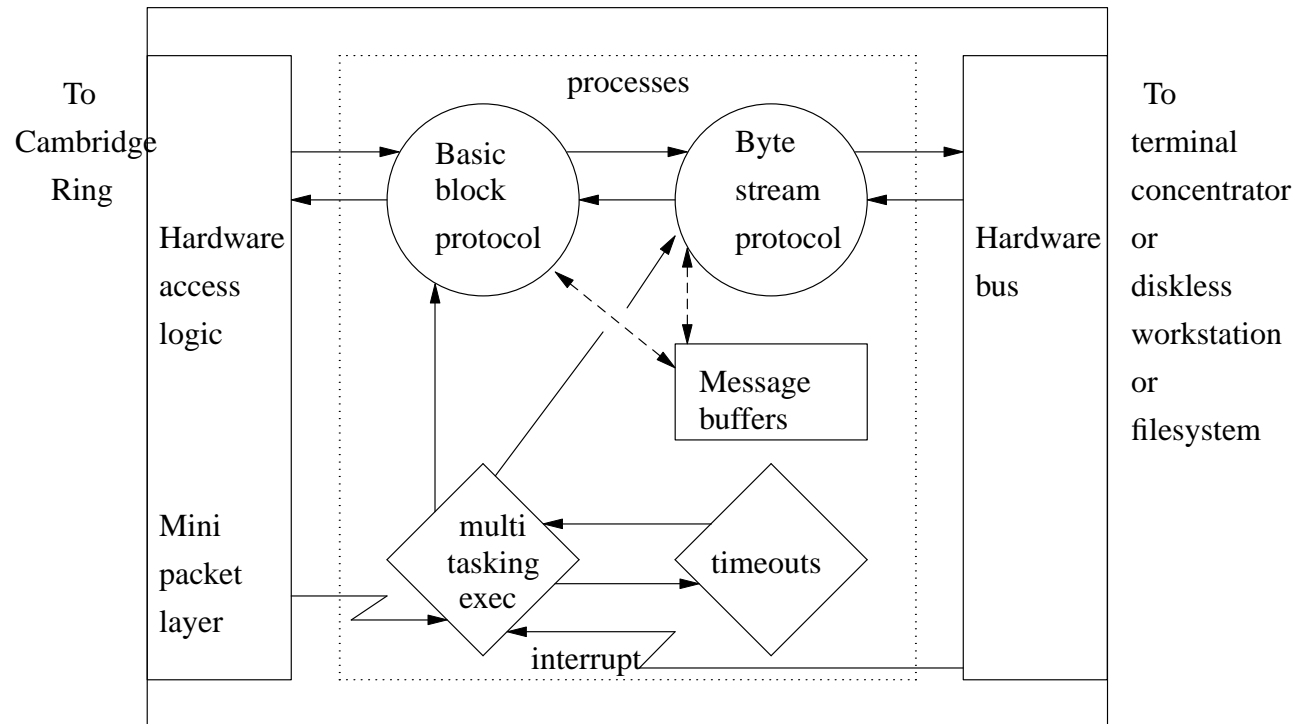 processes
To
Cambridge
Ring
Basic
block
protocol
Byte
stream
protocol
To
terminal
concentrator
or
diskless
workstation
or
filesystem
Hardware
access
logic
Hardware
bus
Message
buffers
Mini
packet
layer
multi
tasking
exec
timeouts
interrupt